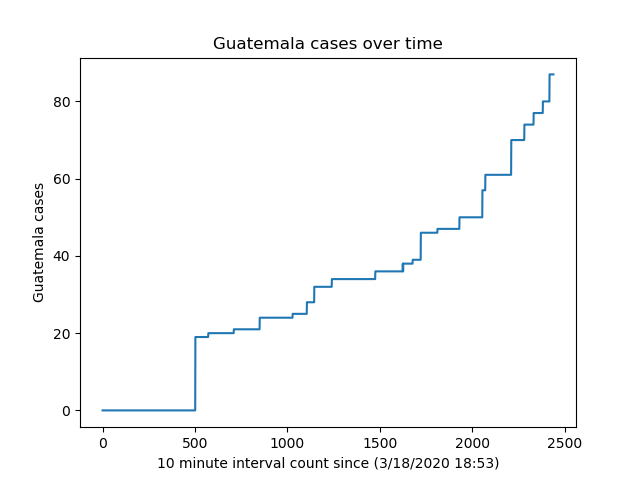 Guatemala cases over time
Guatemala cases
80
60
40
20
0
0 500 1000 1500 2000 2500
10 minute interval count since (3/18/2020 18:53)